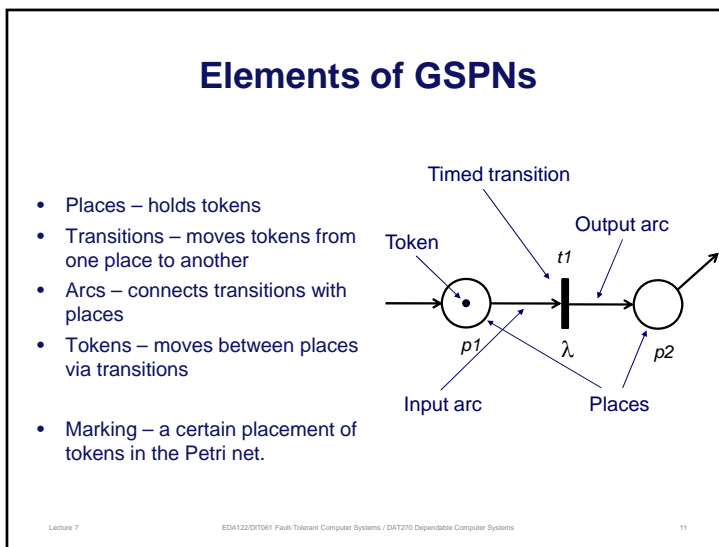 Elements of GSPNs
• Places – holds tokens
• Transitions – moves tokens from
one place to another
• Arcs – connects transitions with
places
• Tokens – moves between places
via transitions
• Marking – a certain placement of
tokens in the Petri net.
Timed transition
Output arc
Token
t1
p1
λ
p2
Input arc
Places
Lecture 7
EDA122/DIT061 Fault-Tolerant Computer Systems / DAT270 Dependable Computer Systems
11